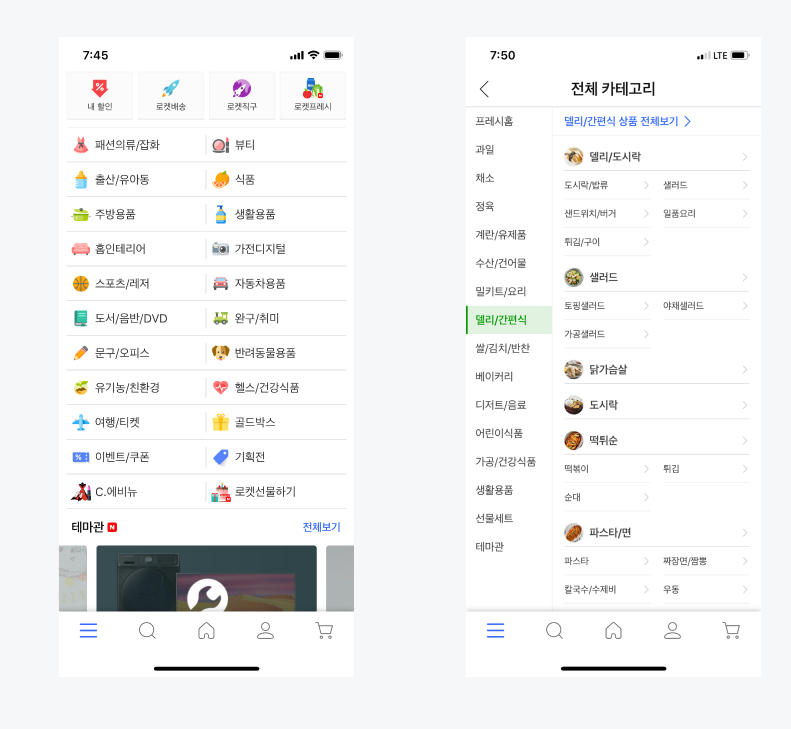 7:45
내 할인
로켓배송
로켓직구
로켓프레시
패션의류/잡화
뷰티
출산/유아동
식품
주방용품
생활용품
홈인테리어
가전디지털
스포츠/레저
자동차용품
도서/음반/DVD
완구/취미
문구/오피스
반려동물용품
유기농/친환경
헬스/건강식품
여행/티켓
골드박스
이벤트/쿠폰
기획전
C.에비뉴
로켓선물하기
테마관 N
전체보기
7:50
LTE
전체 카테고리
프레시홈
과일
채소
정육
계란/유제품
수산/건어물
밀키트/요리
델리/간편식
쌀/김치/반찬
베이커리
디저트/음료
어린이식품
가공/건강식품
생활용품
선물세트
테마관
델리/간편식 상품 전체보기
델리/도시락
도시락/밥류
샐러드
샌드위치/버거
일품요리
튀김/구이
샐러드
토핑샐러드
야채샐러드
가공샐러드
닭가슴살
도시락
떡튀순
떡볶이
튀김
순대
파스타/면
파스타
짜장면/짬뽕
칼국수/수제비
우동